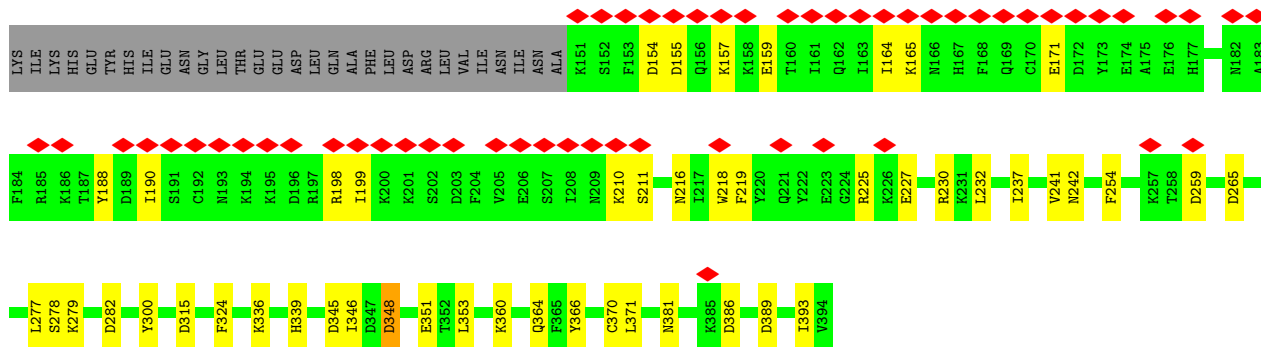 LYS ILE LYS HIS GLU TYR HIS ILE GLU ASN GLY LEU THR GLU GLU ASP LEU GLN ALA PHE LEU ASP ARG LEU VAL ILE ASN ILE ASN ALA K151 S152 F153 D154 D155 Q156 K157 K158 E159 T160 I161 Q162 I163 I164 K165 N166 H167 F168 Q169 C170 E171 D172 Y173 E174 A175 E176 H177 N182 A183
F184 R185 K186 T187 Y188 D189 I190 S191 C192 N193 K194 K195 D196 R197 R198 I199 K200 K201 S202 D203 F204 V205 E206 S207 I208 N209 K210 S211 N216 I217 W218 F219 Y220 Q221 Y222 E223 G224 R225 K226 E227 R230 K231 L232 I237 V241 N242 F254 K257 T258 D259 D265
L277 S278 K279 D282 Y300 D315 F324 K336 H339 D345 I346 D347 D348 E351 T352 L353 K360 Q364 F365 Y366 C370 L371 N381 K385 D386 D389 I393 V394